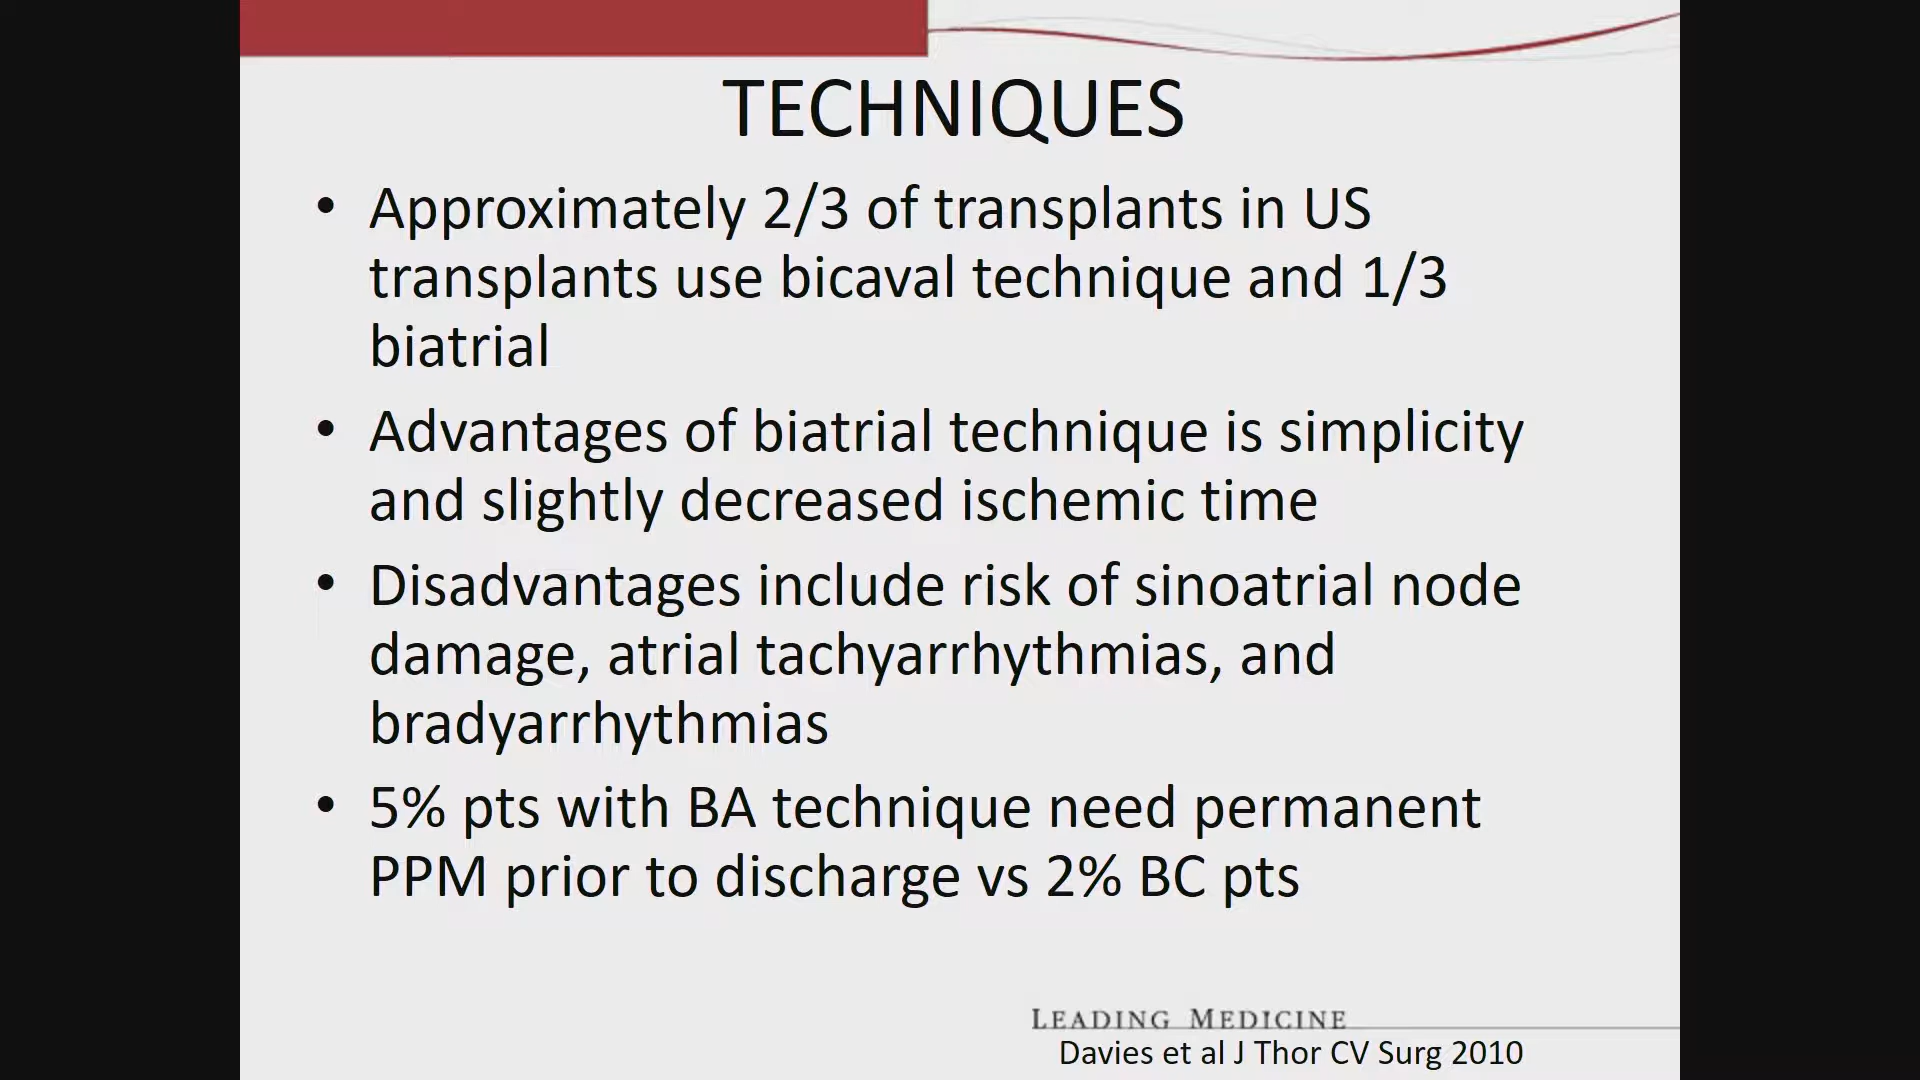 TECHNIQUES
• Approximately 2/3 of transplants in US
transplants use bicaval technique and 1/3
biatrial
• Advantages of biatrial technique is simplicity
and slightly decreased ischemic time
• Disadvantages include risk of sinoatrial node
damage, atrial tachyarrhythmias, and
bradyarrhythmias
• 5% pts with BA technique need permanent
PPM prior to discharge vs 2% BC pts
LEADING MEDICINE
Davies et al J Thor CV Surg 2010